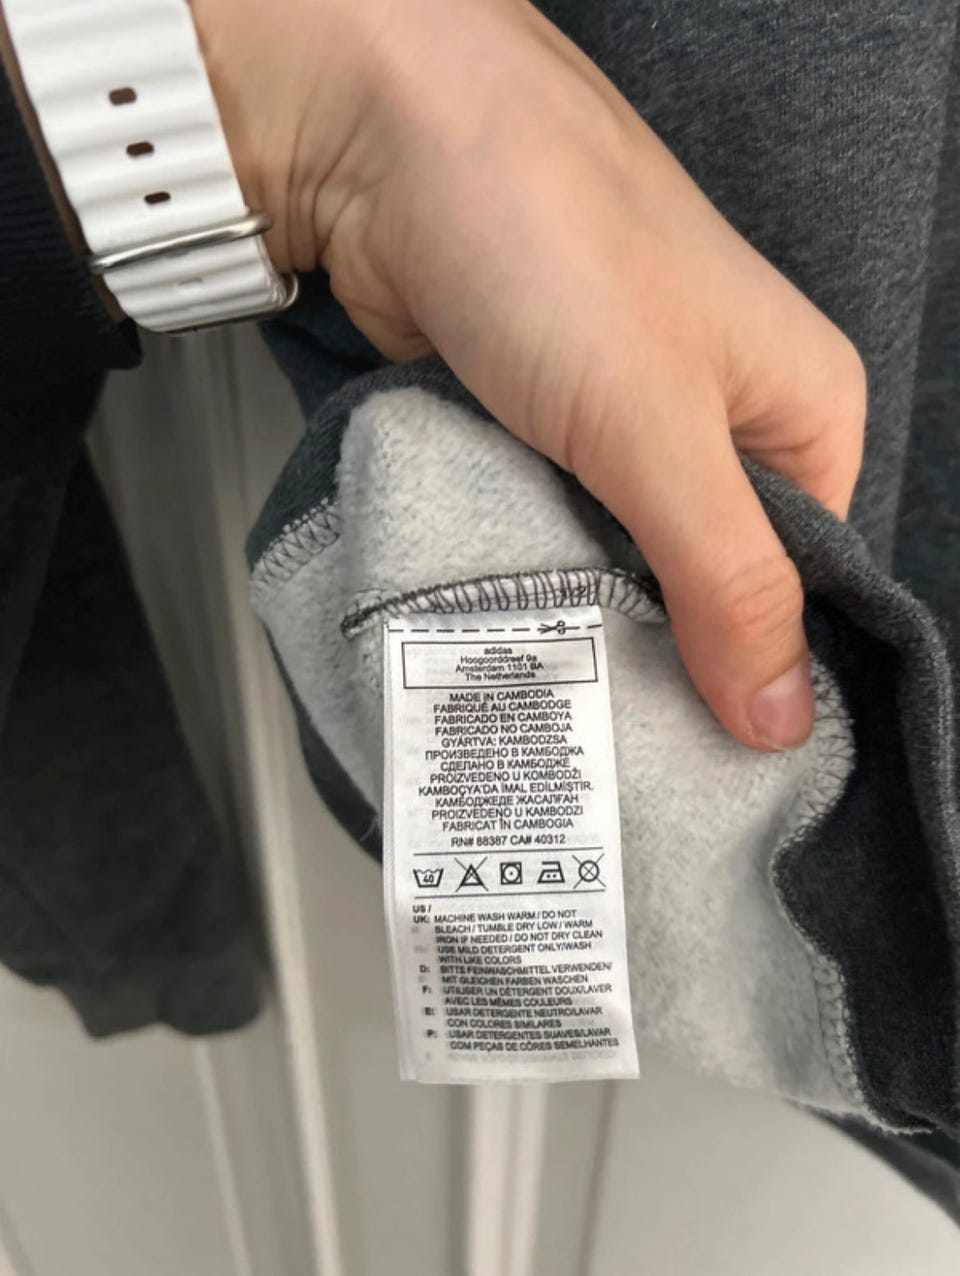 adidas
Hoogoorddreef 9a
Amsterdam 1101 BA
The Netherlands
MADE IN CAMBODIA
FABRIQUÉ AU CAMBODGE
FABRICADO EN CAMBOYA
FABRICADO NO CAMBOJA
GYÁRTVA: KAMBODZSA
ПРОИЗВЕДЕНО В КАМБОДЖА
СДЕЛАНО В КАМБОДЖЕ
PROIZVEDENO U KOMBODŽI
KAMBOÇYA'DA İMAL EDİLMİŞTİR.
КАМБОДЖЕДЕ ЖАСАЛҒАН
PROIZVEDENO U KAMBODZI
FABRICAT ÎN CAMBOGIA
RN# 88387 CA# 40312
40
US /
UK: MACHINE WASH WARM / DO NOT
BLEACH / TUMBLE DRY LOW / WARM
IRON IF NEEDED / DO NOT DRY CLEAN
USE MILD DETERGENT ONLY/WASH
WITH LIKE COLORS
D: BITTE FEINWASCHMITTEL VERWENDEN/
MIT GLEICHEN FARBEN WASCHEN
F: UTILISER UN DÉTERGENT DOUX/LAVER
AVEC LES MÊMES COULEURS
E: USAR DETERGENTE NEUTRO/LAVAR
CON COLORES SIMILARES
P: USAR DETERGENTES SUAVES/LAVAR
COM PEÇAS DE CÔRES SEMELHANTES